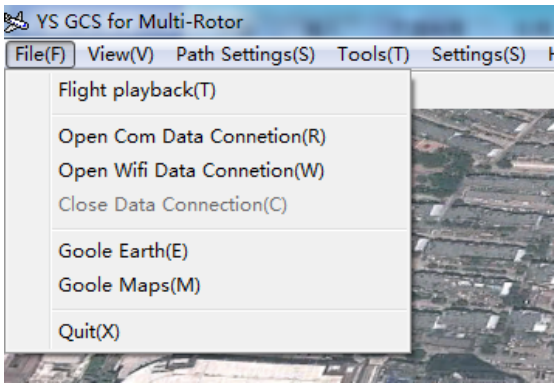 YS GCS for Multi-Rotor
File(F) View(V) Path Settings(S) Tools(T) Settings(S)
Flight playback(T)
Open Com Data Connetion(R)
Open Wifi Data Connetion(W)
Close Data Connection(C)
Goole Earth(E)
Goole Maps(M)
Quit(X)